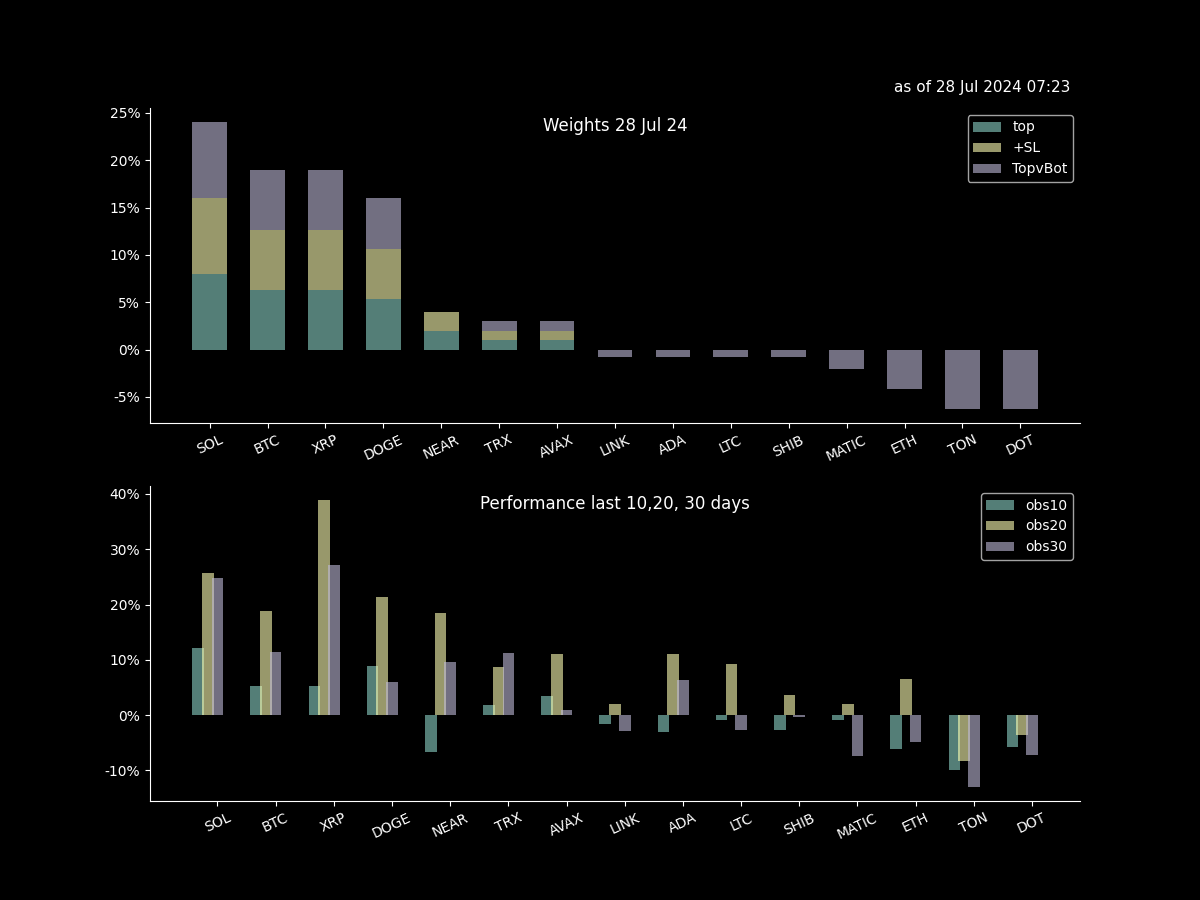 as of 28 Jul 2024 07:23
Weights 28 Jul 24
top
+SL
TopvBot
25%
20%
15%
10%
5%
0%
-5%
SOL BTC XRP DOGE NEAR TRX AVAX LINK ADA LTC SHIB MATIC ETH TON DOT
Performance last 10,20, 30 days
obs10
obs20
obs30
40%
30%
20%
10%
0%
-10%
SOL BTC XRP DOGE NEAR TRX AVAX LINK ADA LTC SHIB MATIC ETH TON DOT